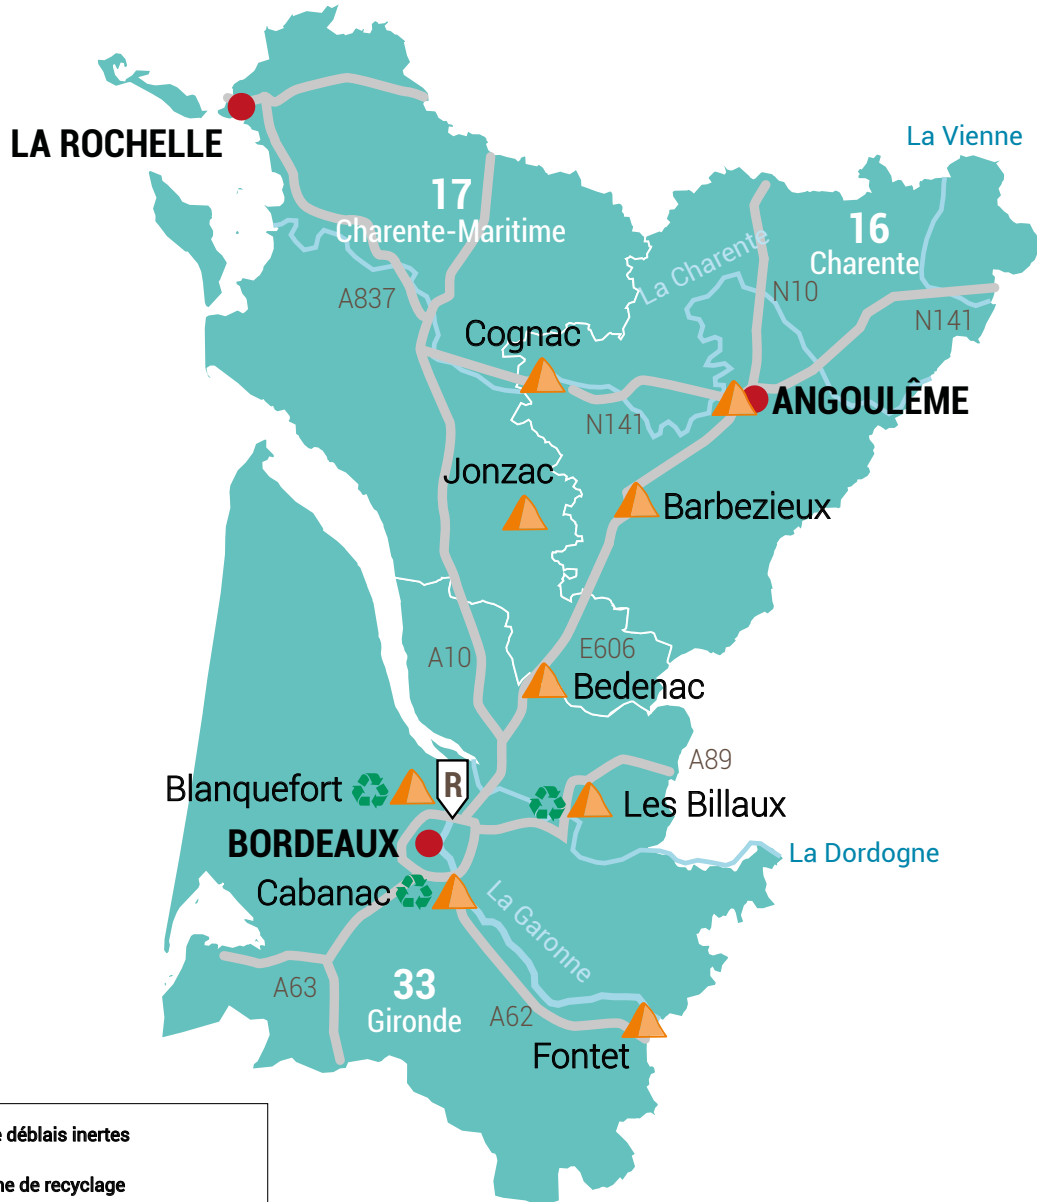 La Vienne
LA ROCHELLE
17
Charente-Maritime
16
Charente
La Charente
A837
N10
N141
Cognac
ANGOULÊME
N141
Jonzac
Barbezieux
E606
A10
Bedenac
A89
Blanquefort
R
Les Billaux
BORDEAUX
La Dordogne
Cabanac
La Garonne
A63
33
Gironde
A62
Fontet
déblais inertes
de recyclage